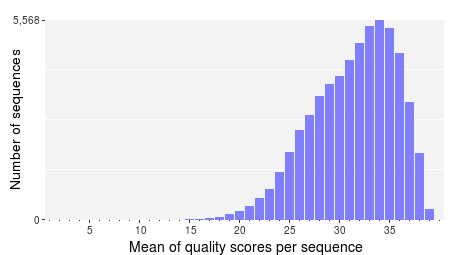 Number of sequences
5,568
0
5 10 15 20 25 30 35
Mean of quality scores per sequence